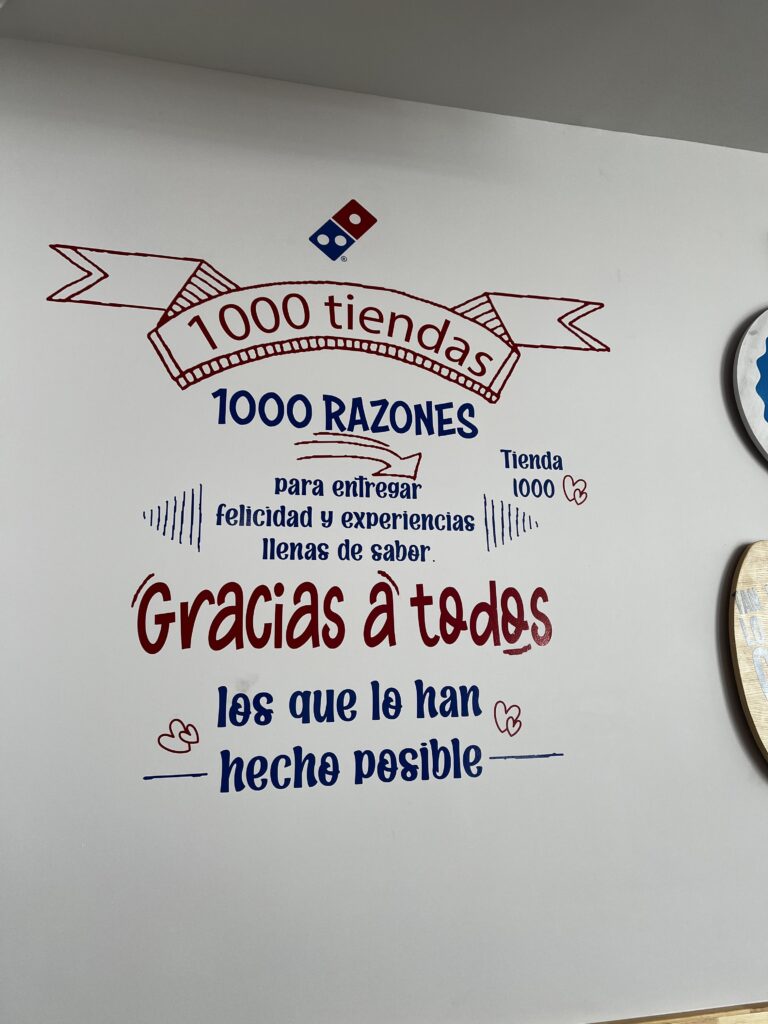 1000 tiendas
1000 RAZONES
para entregar
felicidad y experiencias
llenas de sabor.
Tienda
1000
Gracias a todos
los que lo han
hecho posible